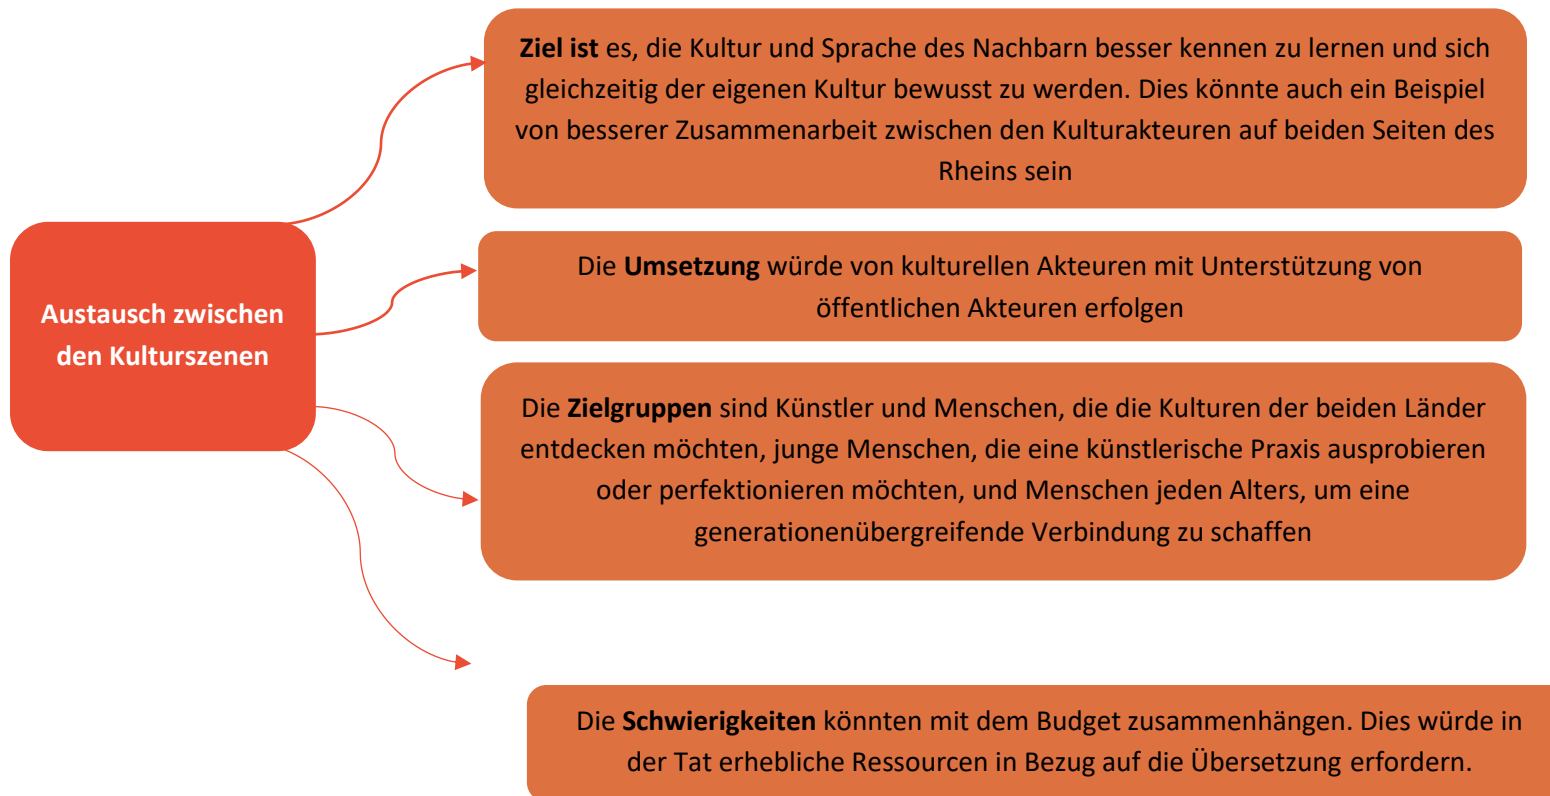 Ziel ist es, die Kultur und Sprache des Nachbarn besser kennen zu lernen und sich
gleichzeitig der eigenen Kultur bewusst zu werden. Dies könnte auch ein Beispiel
von besserer Zusammenarbeit zwischen den Kulturakteuren auf beiden Seiten des
Rheins sein
Die Umsetzung würde von kulturellen Akteuren mit Unterstützung von
öffentlichen Akteuren erfolgen
Austausch zwischen
den Kulturszenen
Die Zielgruppen sind Künstler und Menschen, die die Kulturen der beiden Länder
entdecken möchten, junge Menschen, die eine künstlerische Praxis ausprobieren
oder perfektionieren möchten, und Menschen jeden Alters, um eine
generationenübergreifende Verbindung zu schaffen
Die Schwierigkeiten könnten mit dem Budget zusammenhängen. Dies würde in
der Tat erhebliche Ressourcen in Bezug auf die Übersetzung erfordern.